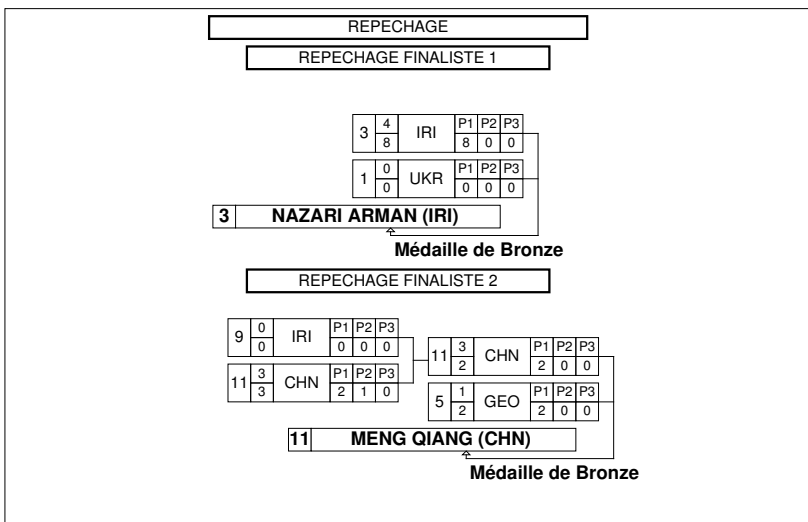 REPECHAGE
REPECHAGE FINALISTE 1
3 4 IRI P1 P2 P3
8 8 0 0
1 0 UKR P1 P2 P3
0 0 0 0
3 NAZARI ARMAN (IRI)
Médaille de Bronze
REPECHAGE FINALISTE 2
9 0 IRI P1 P2 P3
0 0 0 0
11 3 CHN P1 P2 P3
2 2 0 0
11 3 CHN P1 P2 P3
3 2 1 0
5 1 GEO P1 P2 P3
2 2 0 0
11 MENG QIANG (CHN)
Médaille de Bronze